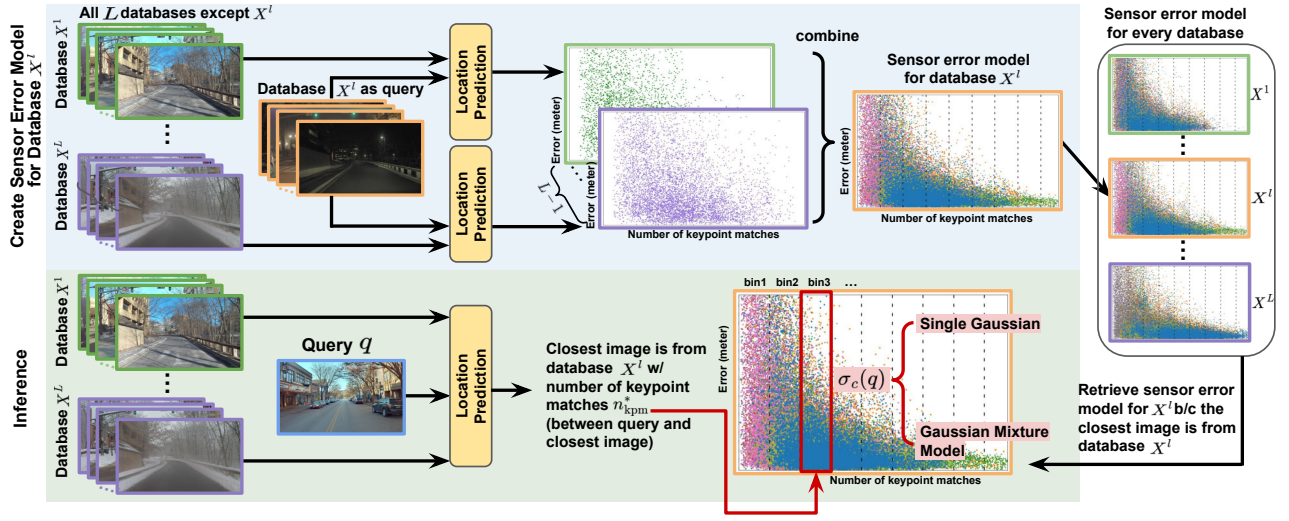 Create Sensor Error Model
for Database X^l
All L databases except X^l
Database X^1
Database X^L
Database X^l as query
Location
Prediction
Location
Prediction
Error (meter)
L − 1
Error (meter)
Number of keypoint matches
combine
Sensor error model
for database X^l
Error (meter)
Number of keypoint matches
Sensor error model
for every database
X^1
X^l
X^L
Inference
Database X^1
Database X^L
Query q
Location
Prediction
Closest image is from
database X^l w/
number of keypoint
matches n*_kpm
(between query and
closest image)
bin1 bin2 bin3 ...
Error (meter)
Number of keypoint matches
Single Gaussian
σ_c(q)
Gaussian Mixture
Model
Retrieve sensor error
model for X^l b/c the
closest image is from
database X^l